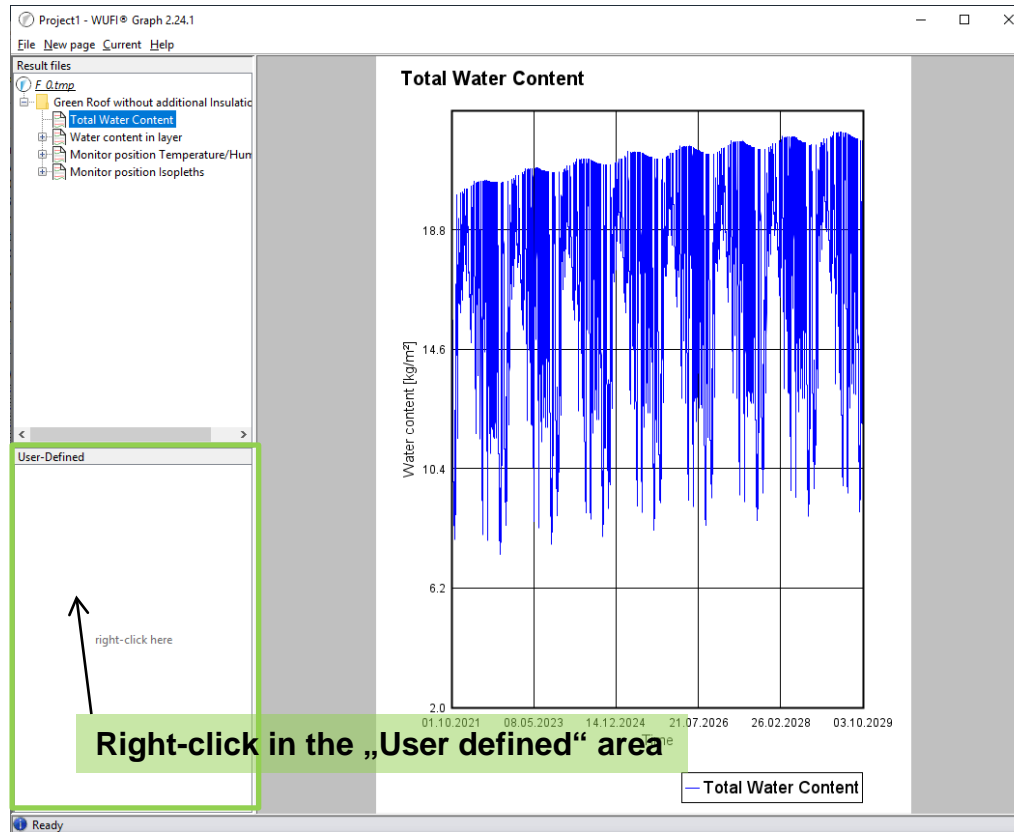 Project1 - WUFI® Graph 2.24.1
File New page Current Help
Result files
F_0.tmp
Green Roof without additional Insulatic
Total Water Content
Water content in layer
Monitor position Temperature/Hum
Monitor position Isopleths
User-Defined
right-click here
Total Water Content
Water content [kg/m²]
18.8
14.6
10.4
6.2
2.0
01.10.2021 08.05.2023 14.12.2024 21.07.2026 26.02.2028 03.10.2029
Time
Right-click in the „User defined“ area
Total Water Content
Ready